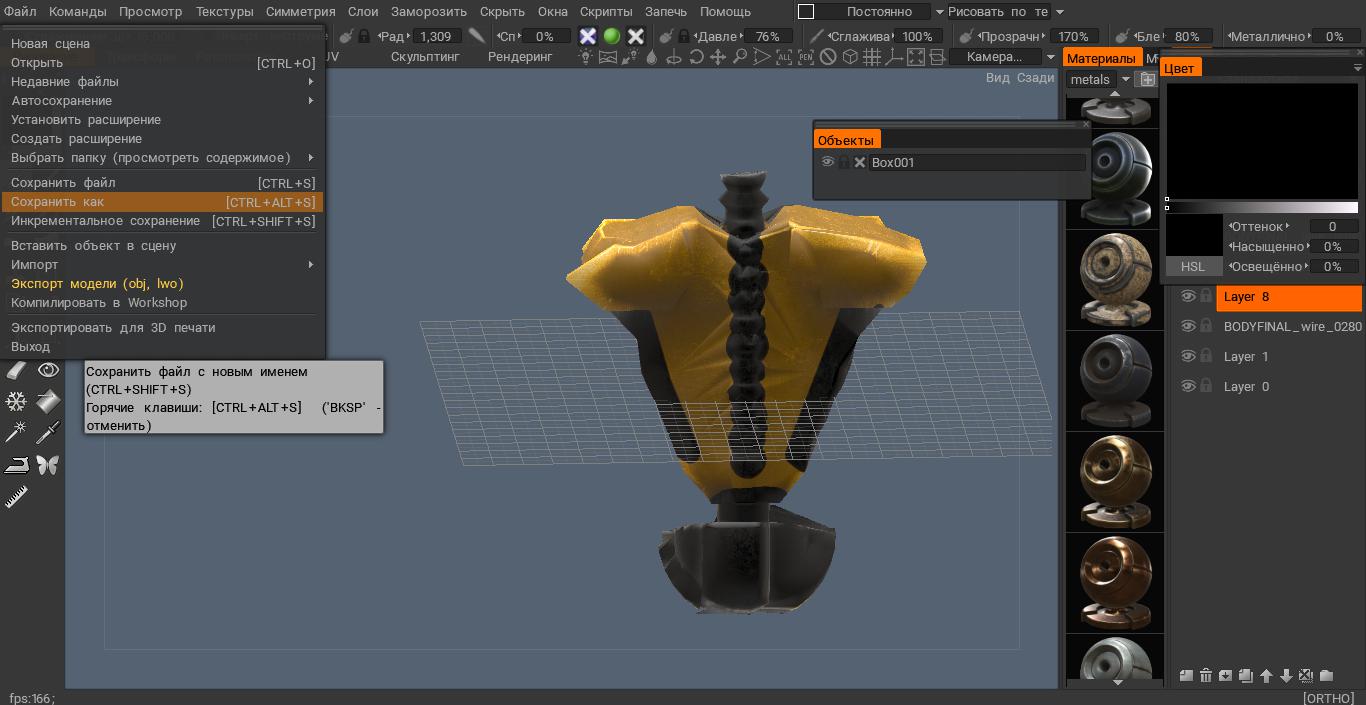 Файл Команды Просмотр Текстуры Симметрия Слои Заморозить Скрыть Окна Скрипты Запечь Помощь Постоянно Рисовать по те
Рад 1,309 Сп 0% Давле 76% Сглажива 100% Прозрачн 170% Бле 80% Металлично 0%
UV Скульптинг Рендеринг ALL PEN Камера...
Новая сцена
Открыть [CTRL+O]
Недавние файлы
Автосохранение
Установить расширение
Создать расширение
Выбрать папку (просмотреть содержимое)
Сохранить файл [CTRL+S]
Сохранить как [CTRL+ALT+S]
Инкрементальное сохранение [CTRL+SHIFT+S]
Вставить объект в сцену
Импорт
Экспорт модели (obj, lwo)
Компилировать в Workshop
Экспортировать для 3D печати
Выход
Сохранить файл с новым именем
(CTRL+SHIFT+S)
Горячие клавиши: [CTRL+ALT+S] ('BKSP' -
отменить)
Вид Сзади
Объекты
Box001
Материалы М
metals
Цвет
Оттенок 0
Насыщенно 0%
HSL Освещённо 0%
Layer 8
BODYFINAL_wire_0280
Layer 1
Layer 0
fps:166;
[ORTHO]